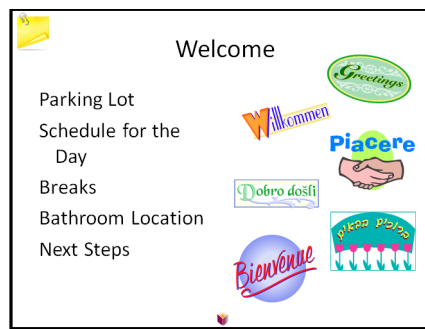 Welcome
Parking Lot
Schedule for the
Day
Breaks
Bathroom Location
Next Steps
Greetings
Willkommen
Piacere
Dobro došli
ברוכים הבאים
Bienvenue